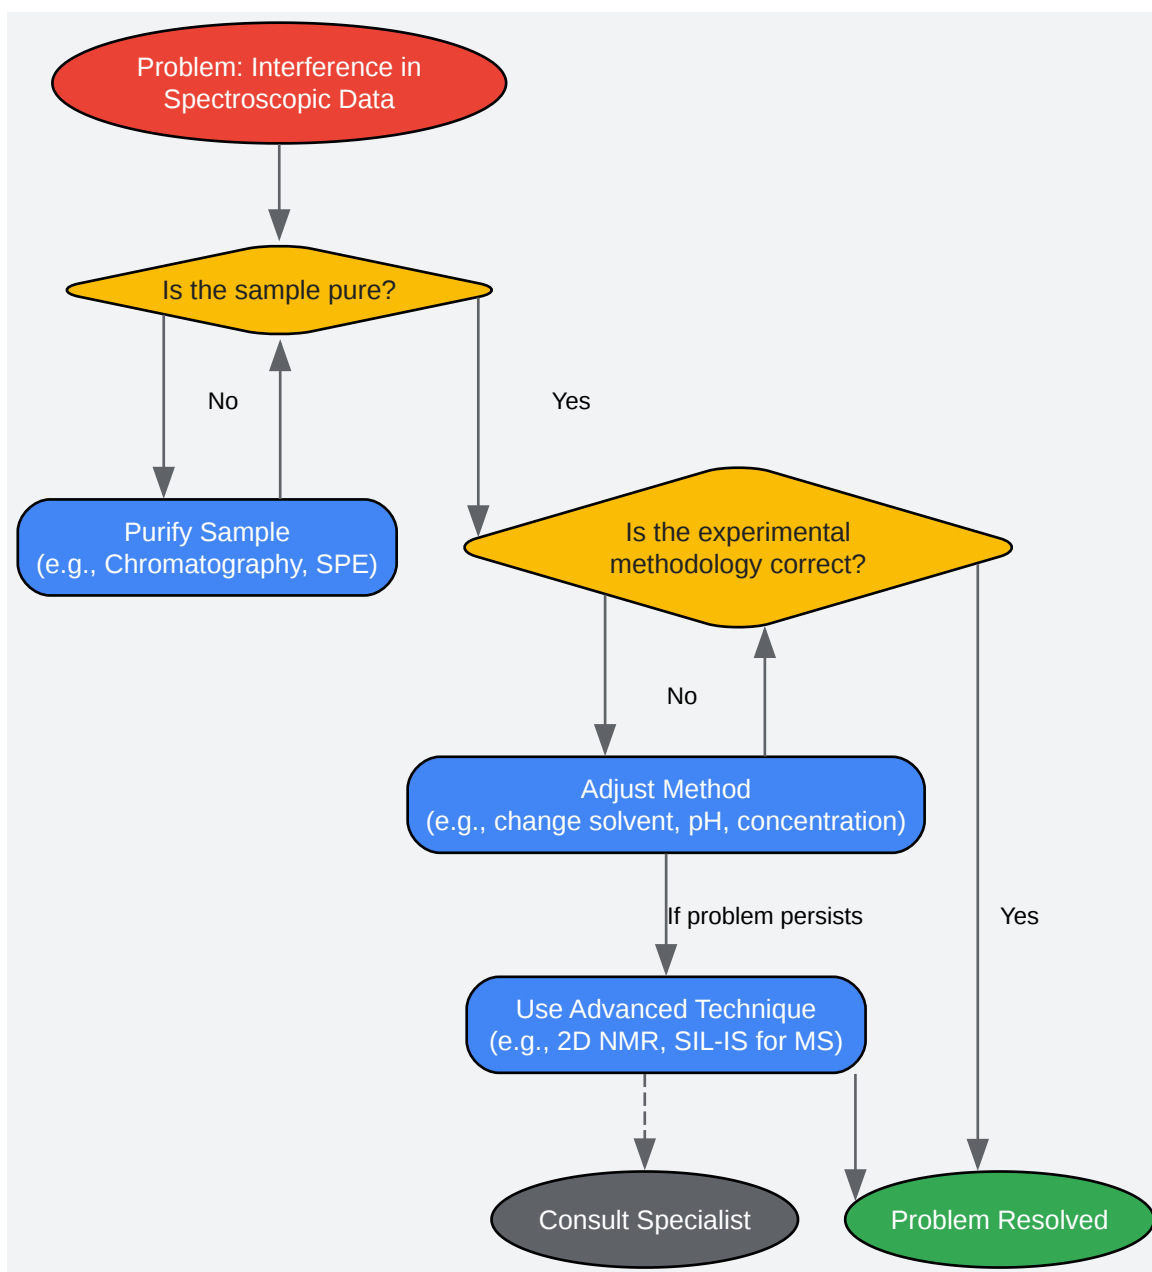 Problem: Interference in
Spectroscopic Data
Is the sample pure?
No
Yes
Purify Sample
(e.g., Chromatography, SPE)
Is the experimental
methodology correct?
No
Adjust Method
(e.g., change solvent, pH, concentration)
If problem persists
Yes
Use Advanced Technique
(e.g., 2D NMR, SIL-IS for MS)
Consult Specialist
Problem Resolved